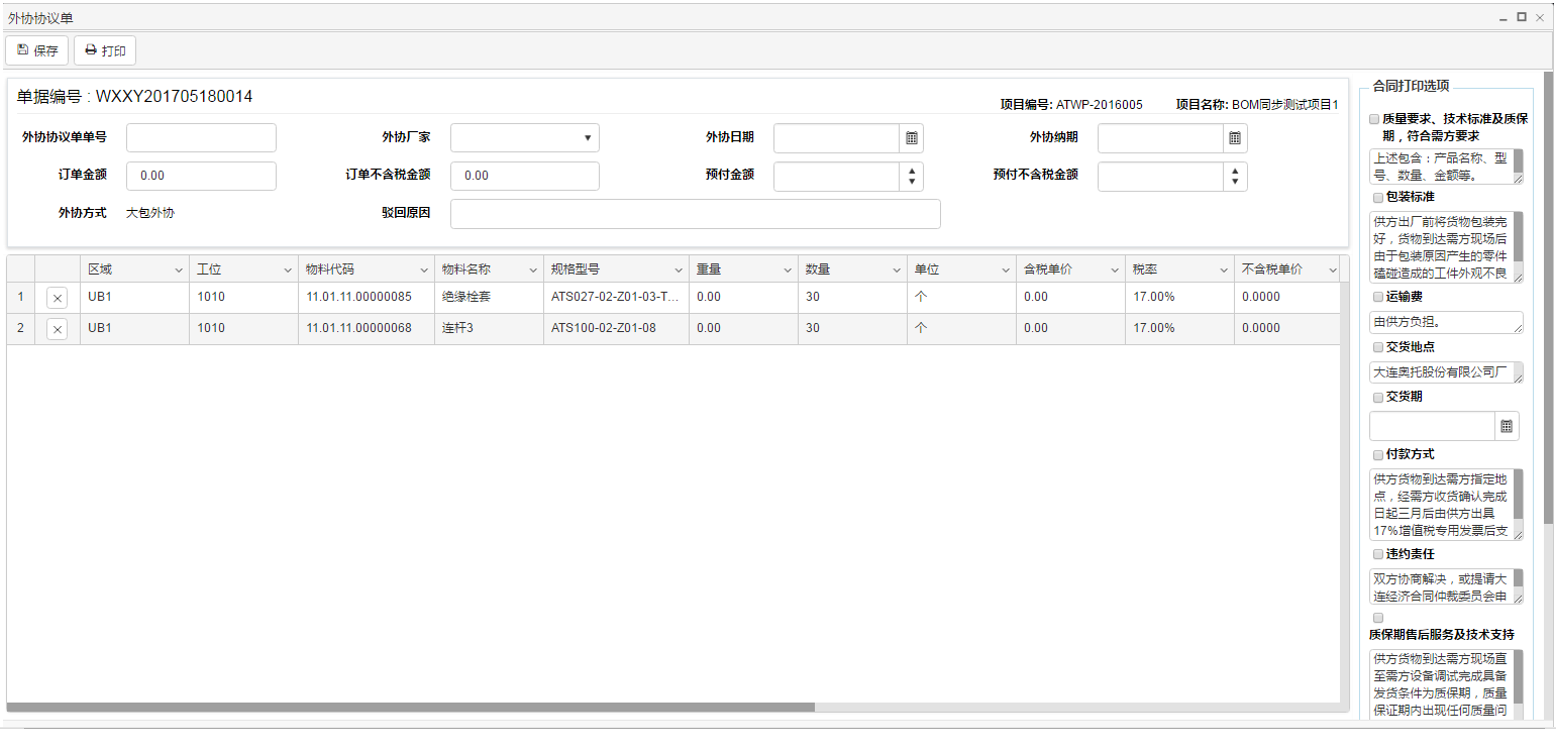 外协协议单
保存 打印
单据编号 : WXXY201705180014
项目编号: ATWP-2016005 项目名称: BOM同步测试项目1
外协协议单单号 外协厂家 外协日期 外协纳期
订单金额 0.00 订单不含税金额 0.00 预付金额 预付不含税金额
外协方式 大包外协 驳回原因
区域 工位 物料代码 物料名称 规格型号 重量 数量 单位 含税单价 税率 不含税单价
1 UB1 1010 11.01.11.00000085 绝缘栓套 ATS027-02-Z01-03-T... 0.00 30 个 0.00 17.00% 0.0000
2 UB1 1010 11.01.11.00000068 连杆3 ATS100-02-Z01-08 0.00 30 个 0.00 17.00% 0.0000
合同打印选项
质量要求、技术标准及质保
期，符合需方要求
上述包含：产品名称、型
号、数量、金额等。
包装标准
供方出厂前将货物包装完
好，货物到达需方现场后
由于包装原因产生的零件
磕碰造成的工件外观不良
运输费
由供方负担。
交货地点
大连奥托股份有限公司厂
交货期
付款方式
供方货物到达需方指定地
点，经需方收货确认完成
日起三月后由供方出具
17%增值税专用发票后支
违约责任
双方协商解决，或提请大
连经济合同仲裁委员会申
质保期售后服务及技术支持
供方货物到达需方现场直
至需方设备调试完成具备
发货条件为质保期，质量
保证期内出现任何质量问